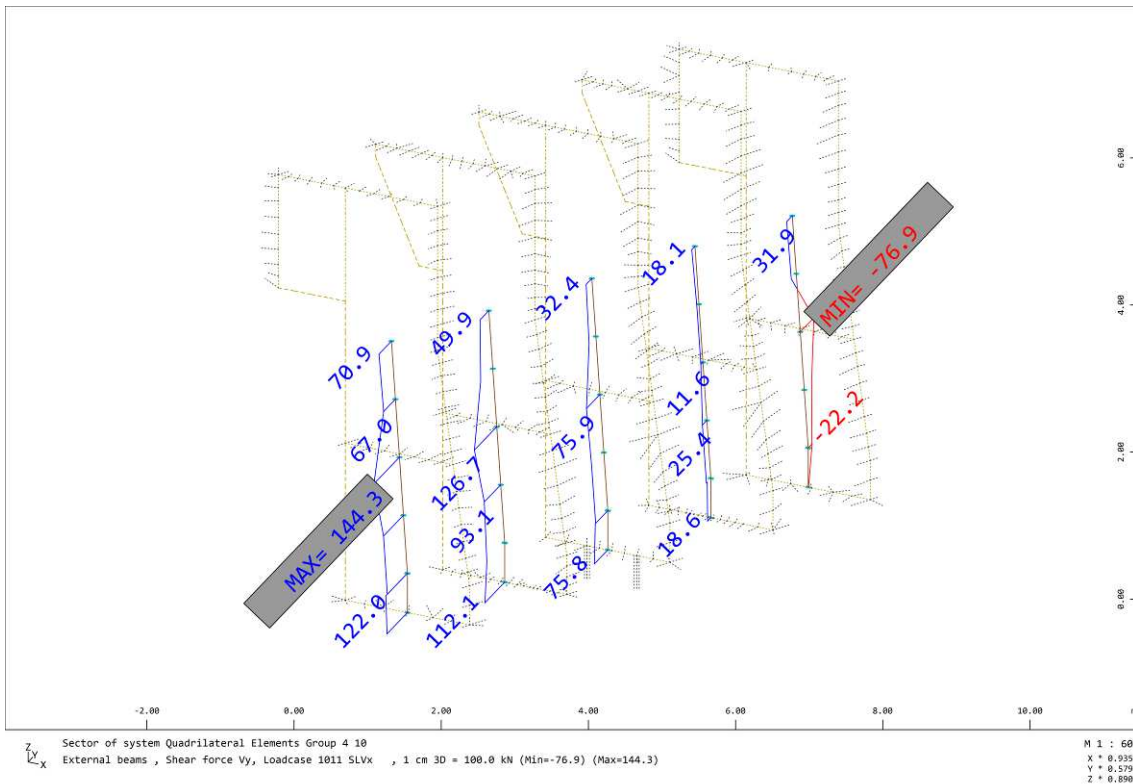 6.00
31.9
MIN= -76.9
18.1
4.00
32.4
49.9
70.9
11.6
-22.2
75.9
25.4
67.0
126.7
2.00
MAX= 144.3
93.1
18.6
75.8
122.0
112.1
0.00
-2.00 0.00 2.00 4.00 6.00 8.00 10.00
Z Y X
Sector of system Quadrilateral Elements Group 4 10
External beams , Shear force Vy, Loadcase 1011 SLVx , 1 cm 3D = 100.0 kN (Min=-76.9) (Max=144.3)
M 1 : 60
X * 0.935
Y * 0.579
Z * 0.890